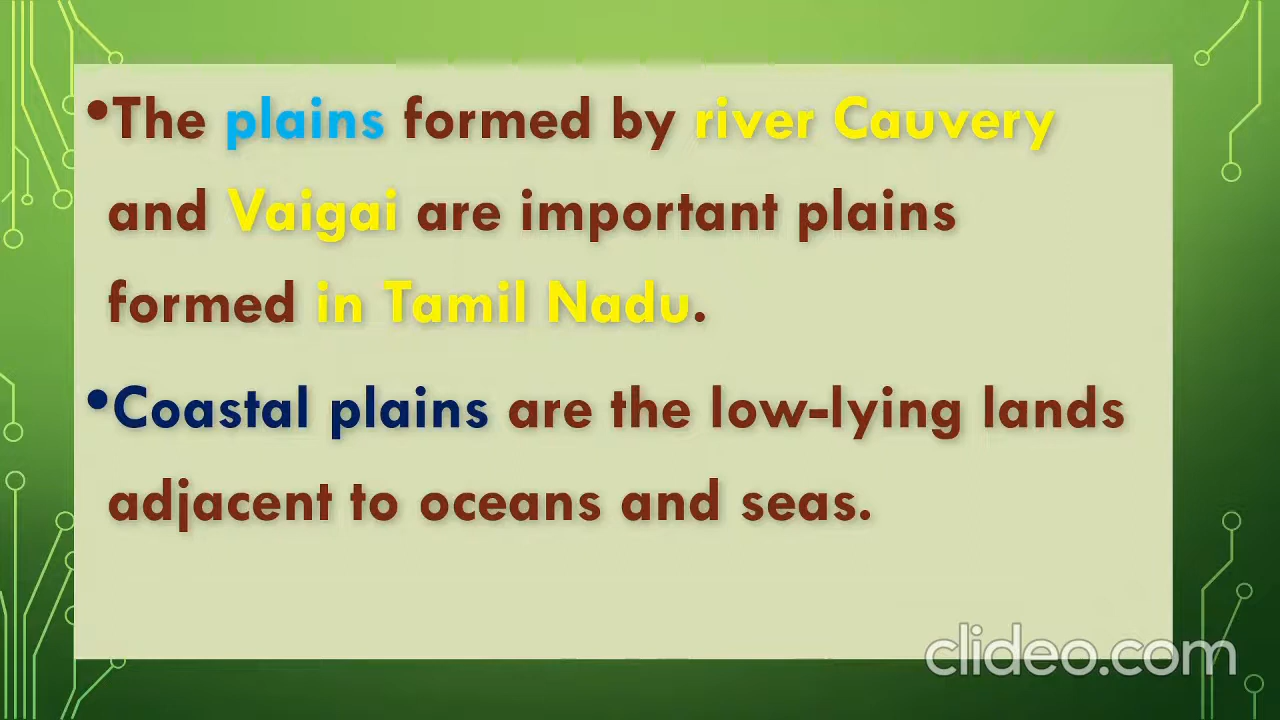 •The plains formed by river Cauvery
and Vaigai are important plains
formed in Tamil Nadu.
•Coastal plains are the low-lying lands
adjacent to oceans and seas.
clideo.com